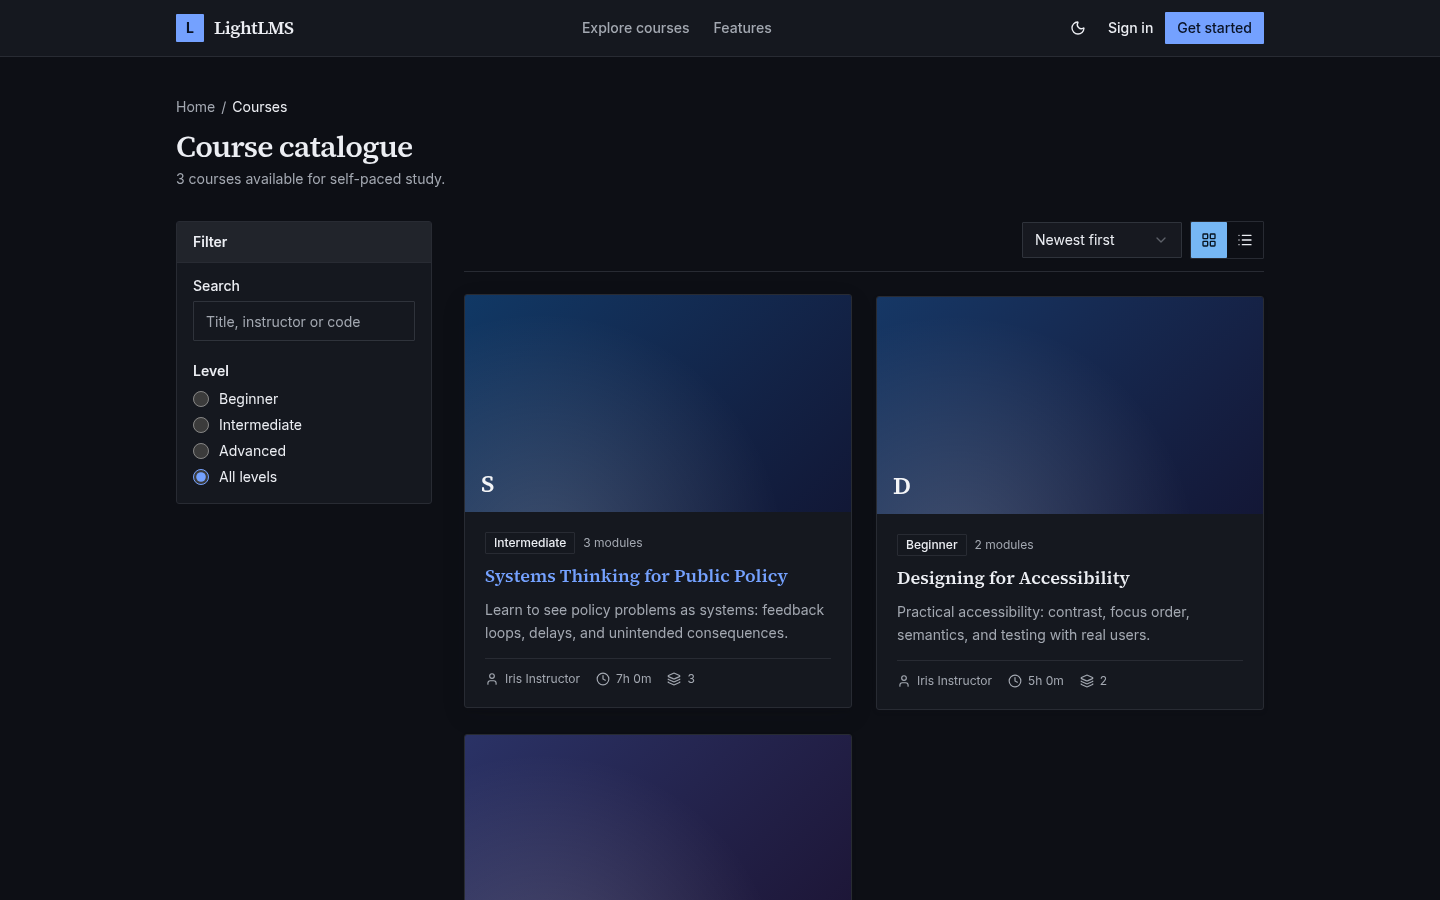 L LightLMS
Explore courses
Features
Sign in
Get started
Home / Courses
Course catalogue
3 courses available for self-paced study.
Filter
Search
Title, instructor or code
Level
Beginner
Intermediate
Advanced
All levels
Newest first
S
Intermediate 3 modules
Systems Thinking for Public Policy
Learn to see policy problems as systems: feedback
loops, delays, and unintended consequences.
Iris Instructor 7h 0m 3
D
Beginner 2 modules
Designing for Accessibility
Practical accessibility: contrast, focus order,
semantics, and testing with real users.
Iris Instructor 5h 0m 2